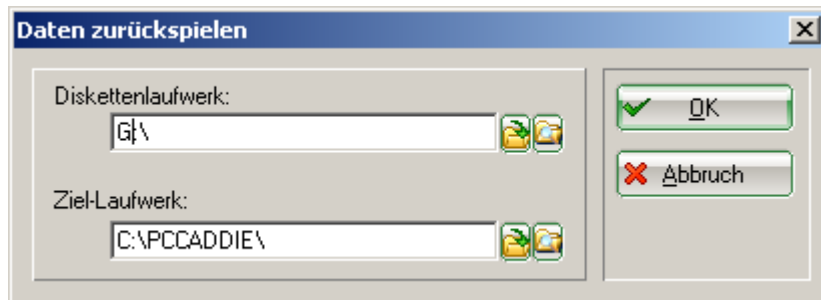 Daten zurückspielen
Diskettenlaufwerk:
G:\
OK
Abbruch
Ziel-Laufwerk:
C:\PCCADDIE\